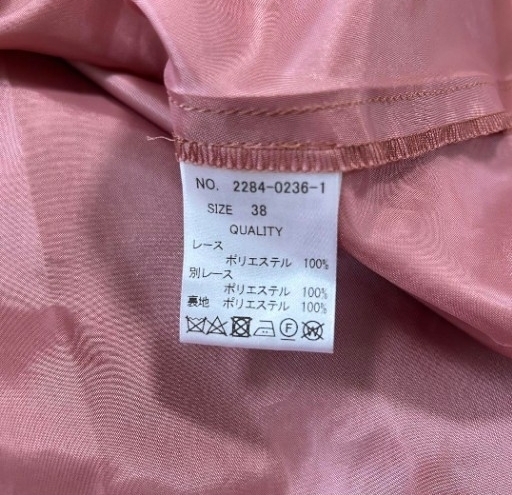 NO. 2284-0236-1
SIZE 38
QUALITY
レース
ポリエステル 100%
別レース
ポリエステル 100%
裏地 ポリエステル 100%